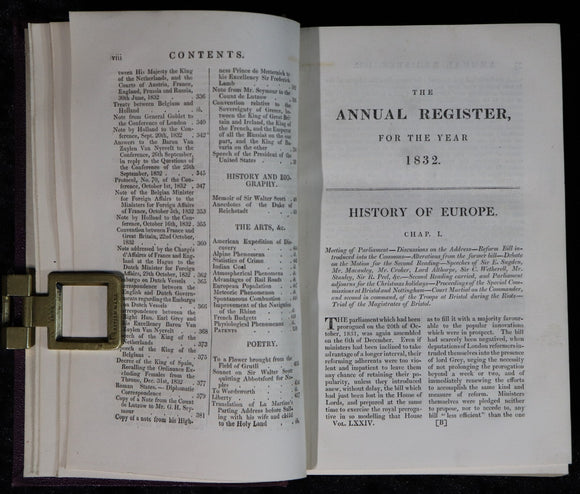 viii
CONTENTS.
tween His Majesty the King
of the Netherlands, and the
Courts of Austria, France,
England, Prussia and Russia,
30th June, 1832 336
Treaty between Belgium and
Holland ib.
Note from General Goblet to
the Conference of London 340
Note by Holland to the Conference,
Sept. 20th, 1832 342
Answers to the Baron Van
Zuylen Van Nyevelt to the
Conference, 26th September,
in reply to the Questions of
the Conference of the 25th
September, 1832 345
Protocol, No. 70, of the Conference,
October 1st, 1832 347
Note of the Belgian Minister
for Foreign Affairs to the
Minister for Foreign Affairs
of France, October 5th, 1832
Note by Holland to the Conference,
October 16th, 1832
Convention between France and
Great Britain, 22nd October,
1832
Note addressed by the Chargés
d'Affaires of France and England
at the Hague to the
Dutch Minister for Foreign
Affairs, 29th October, 1832
Embargo on Dutch Vessels
between the
English and Dutch Governments
regarding the Embargo
on Dutch Vessels
between the
Right Hon. Earl Grey and
his Excellency Baron
Van Zuylen Van Nyevelt
Speech of the King of the
Netherlands
of the King of the

Decree of the King of Spain,
Recalling the Ordinance Extorted
from him, Dec. 31st, 1832 377
Roman States.—Diplomatic
Correspondence 379
Copy of a Note from the Count
de Lutzow to Mr. G. H. Seymour 381
Copy of a Note from his High-
ness Prince de Metternich to
his Excellency Sir Frederick
Lamb
Note from Mr. Seymour to the
Count de Lutzow
Convention relative to the
Sovereignty of Greece, between
the King of Great Britain
and Ireland, the King of
the French, and the Emperor
of all the Russias on the one
part, and the King of Bavaria
on the other
Speech of the President of the
United States
HISTORY AND BIO-
GRAPHY.
Memoir of Sir Walter Scott
Anecdotes of the Duke of
Reichstadt
THE ARTS, &c.
American Expedition of Discovery
Alpine Phenomena
Statistics of Crime
Indian Coal
Atmospherical Phenomena
American Rail Roads
European Population
Meteoric Phenomena
Spontaneous Combustion
Improvement of the Navigation
of the Rhine
French Budgets
Physiological Phenomena
PATENTS
POETRY.
To a Flower brought from the
Field of Grutli
Sonnet on Sir Walter Scott
quitting Abbotsford for Naples
To Wordsworth
Liberty
Translation of La Martine's
Parting Address before Sailing
with his wife and child to
the Holy Land
THE
ANNUAL REGISTER,
FOR THE YEAR
1832.
HISTORY OF EUROPE.
CHAP. I.
Meeting of Parliament—Discussions on the Address—Reform Bill introduced
into the Commons—Alterations from the former bill—Debate
on the Motion for the Second Reading—Speeches of Sir E. Sugden,
Mr. Macauley, Mr. Croker, Lord Althorp, Sir C. Wetherell, Mr.
Stanley, Sir R. Peel, &c.—Second Reading carried, and Parliament
adjourns for the Christmas holidays—Proceedings of the Special Commissions
at Bristol and Nottingham—Court Martial on the Commander,
and second in command, of the Troops at Bristol during the Riots—
Trial of the Magistrates of Bristol.
THE parliament which had been
prorogued on the 20th of October,
1831, was again assembled
on the 6th of December. Even if
ministers had been inclined to take
advantage of a longer interval, their
reforming adherents were too violent
and impatient to leave them
any chance of retaining their popularity,
unless they introduced
anew, without delay, the bill which
had just been lost in the House of
Lords, and prepared at the same
time to exercise the royal prerogative
in so modelling that House
VOL. LXXIV.
as to fill it with a majority favourable
to the popular innovations
which were in prospect. The bill
had scarcely been negatived, when
deputations of London reformers intruded
themselves into the presence
of lord Grey, urging the necessity
of not prolonging the prorogation
beyond a week or two, and of
immediately renewing the efforts
to accomplish the same kind and
measure of reform. Ministers
themselves were pledged neither
to propose, nor to accede to, any
bill "less efficient" than the one
[B]